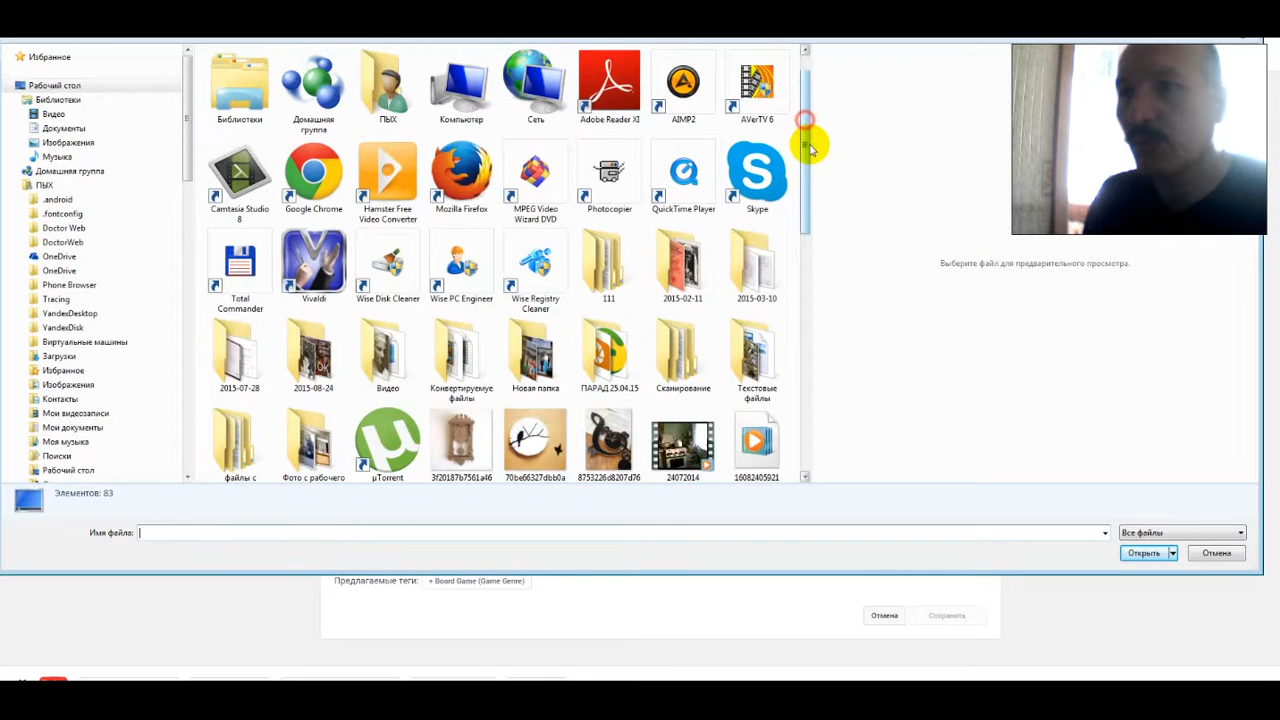 Избранное
Рабочий стол
Библиотеки
Видео
Документы
Изображения
Музыка
Домашняя группа
ПЫХ
.android
.fontconfig
Doctor Web
DoctorWeb
OneDrive
OneDrive
Phone Browser
Tracing
YandexDesktop
YandexDisk
Виртуальные машины
Загрузки
Избранное
Изображения
Контакты
Мои видеозаписи
Мои документы
Моя музыка
Поиски
Рабочий стол
Библиотеки
Домашняя
группа
ПЫХ
Компьютер
Сеть
Adobe Reader XI
AIMP2
AVerTV 6
Camtasia Studio
8
Google Chrome
Hamster Free
Video Converter
Mozilla Firefox
MPEG Video
Wizard DVD
Photocopier
QuickTime Player
Skype
Total
Commander
Vivaldi
Wise Disk Cleaner
Wise PC Engineer
Wise Registry
Cleaner
111
2015-02-11
2015-03-10
2015-07-28
2015-08-24
Видео
Конвертируемуе
файлы
Новая папка
ПАРАД 25.04.15
Сканирование
Текстовые
файлы
файлы с
Фото с рабочего
µTorrent
3f20187b7561a46
70be66327dbb0a
8753226d8207d76
24072014
16082405921
Выберите файл для предварительного просмотра.
Элементов: 83
Имя файла:
Все файлы
Открыть
Отмена
Предлагаемые теги:
+ Board Game (Game Genre)
Отмена
Сохранить